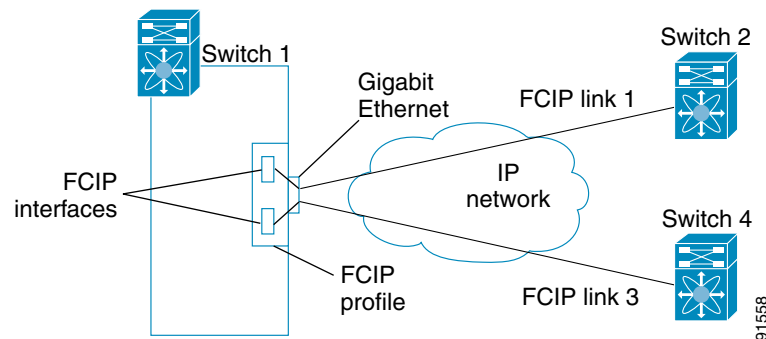 Switch 1
Switch 2
Gigabit
Ethernet
FCIP link 1
FCIP
interfaces
IP
network
Switch 4
FCIP
profile
FCIP link 3
91558